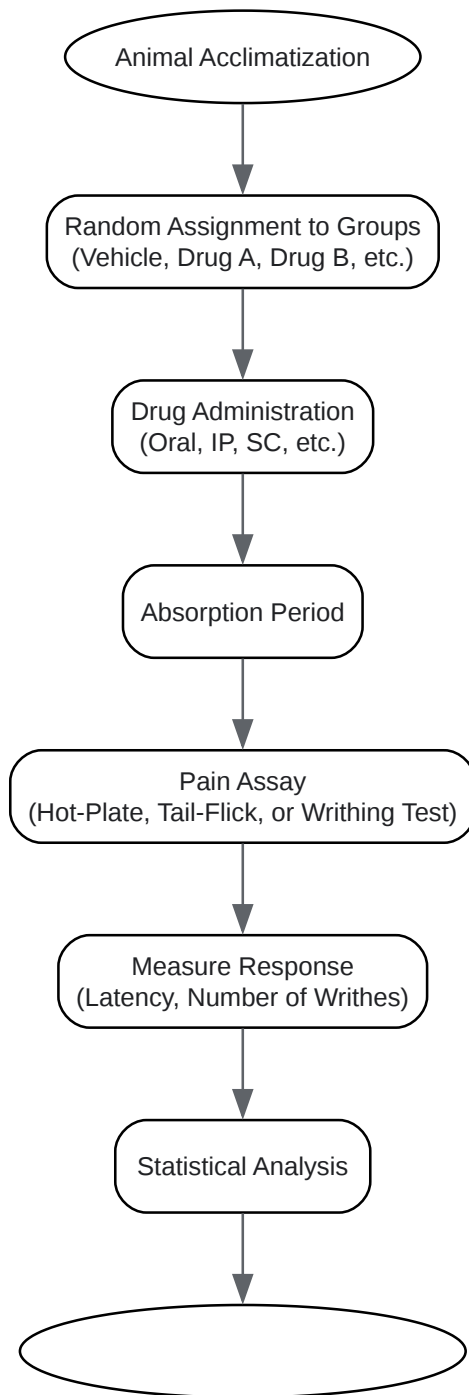 Animal Acclimatization
Random Assignment to Groups
(Vehicle, Drug A, Drug B, etc.)
Drug Administration
(Oral, IP, SC, etc.)
Absorption Period
Pain Assay
(Hot-Plate, Tail-Flick, or Writhing Test)
Measure Response
(Latency, Number of Writhes)
Statistical Analysis